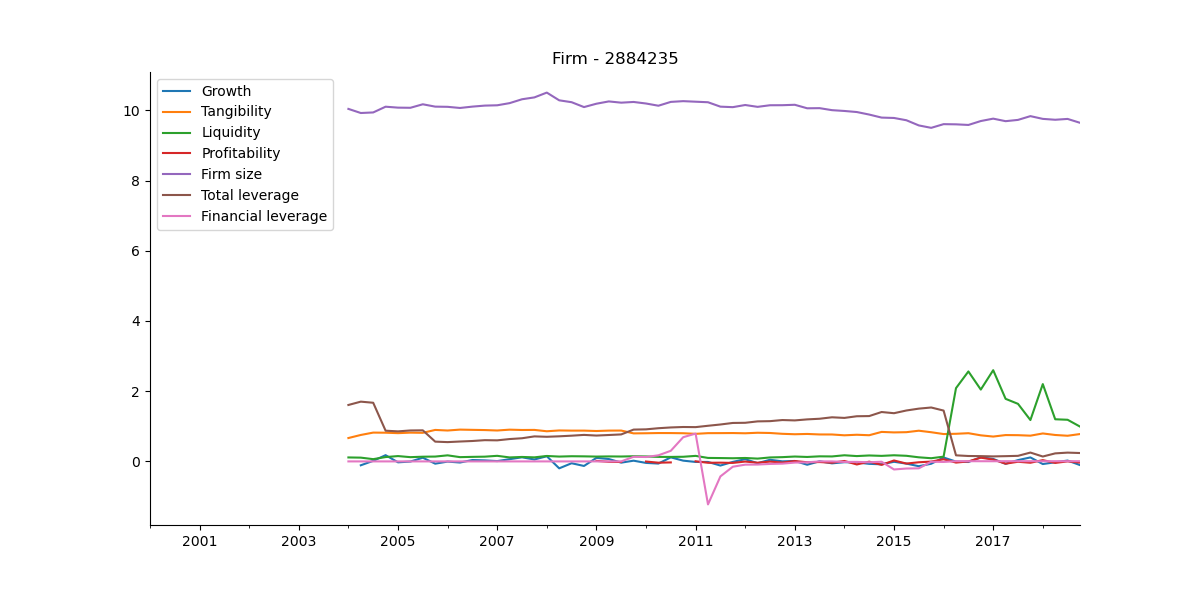 Firm - 2884235
Growth
Tangibility
Liquidity
Profitability
Firm size
Total leverage
Financial leverage
10
8
6
4
2
0
2001 2003 2005 2007 2009 2011 2013 2015 2017